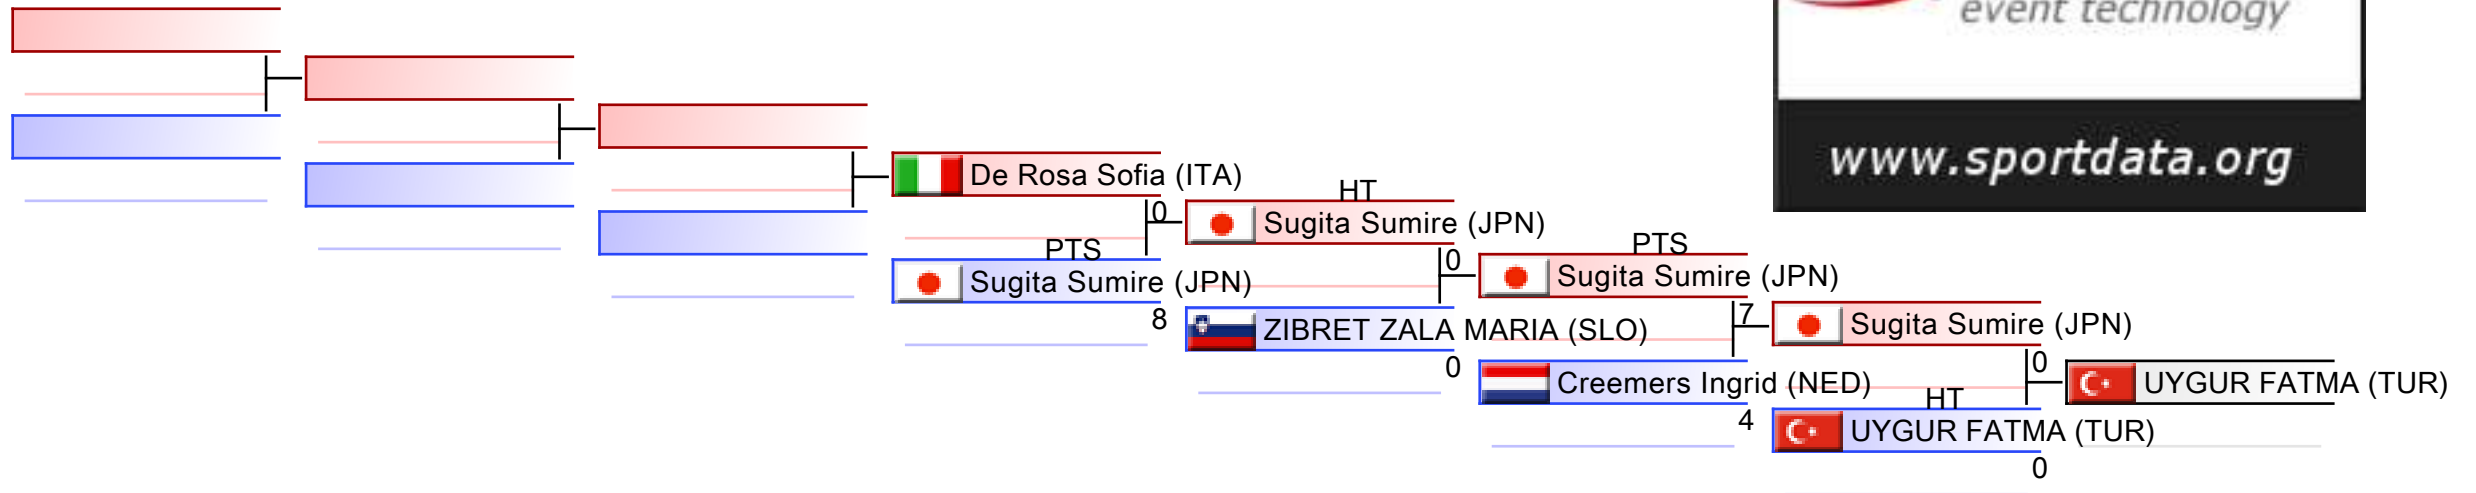 event technology
www.sportdata.org
De Rosa Sofia (ITA)
0
PTS
Sugita Sumire (JPN)
8
HT
Sugita Sumire (JPN)
0
ZIBRET ZALA MARIA (SLO)
0
PTS
Sugita Sumire (JPN)
7
Creemers Ingrid (NED)
4
Sugita Sumire (JPN)
0
HT
UYGUR FATMA (TUR)
0
UYGUR FATMA (TUR)